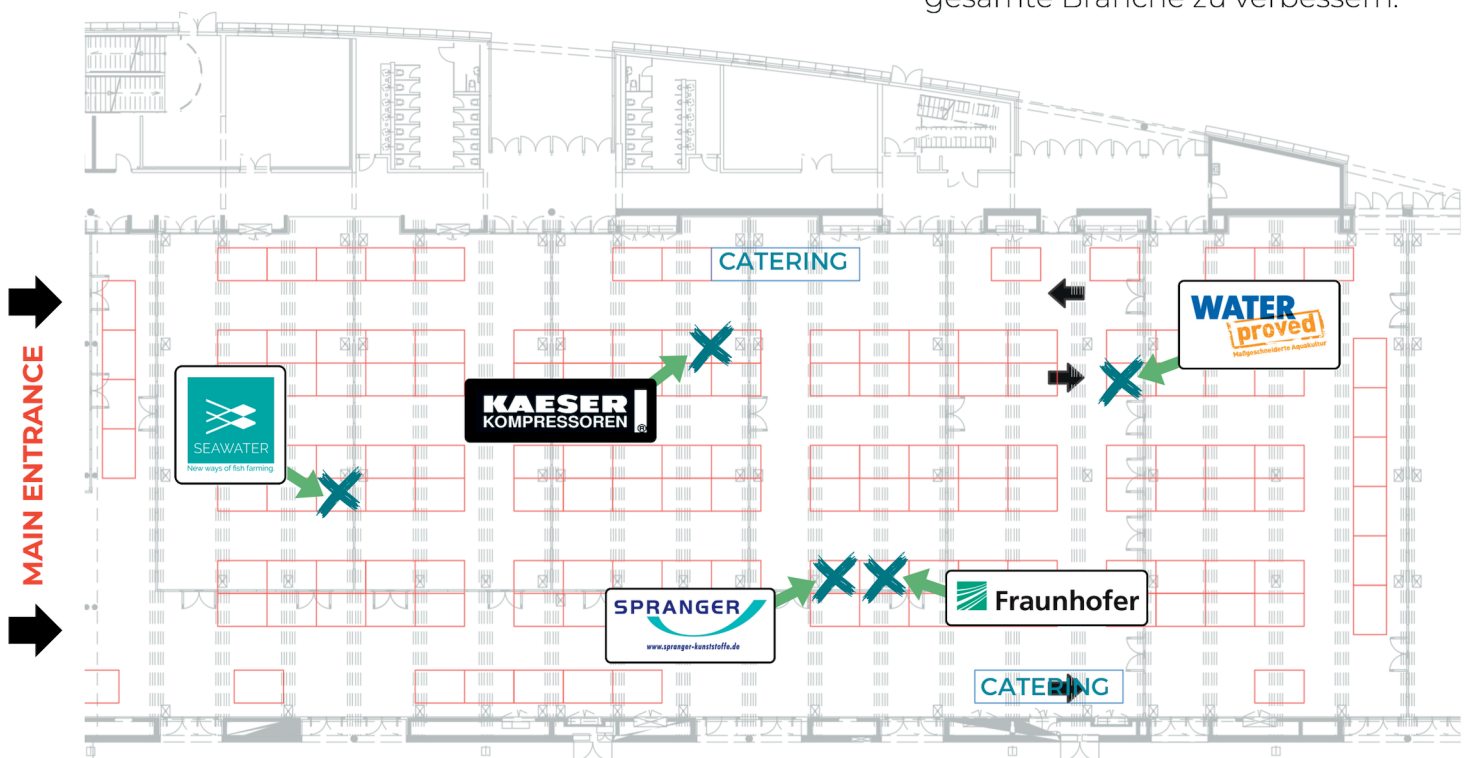 gesamte Branche zu verbessern.
CATERING
MAIN ENTRANCE
WATER
proved
Maßgeschneiderte Aquakultur
KAESER
KOMPRESSOREN
®
SEAWATER
New ways of fish farming.
SPRANGER
www.spranger-kunststoffe.de
Fraunhofer
CATERING